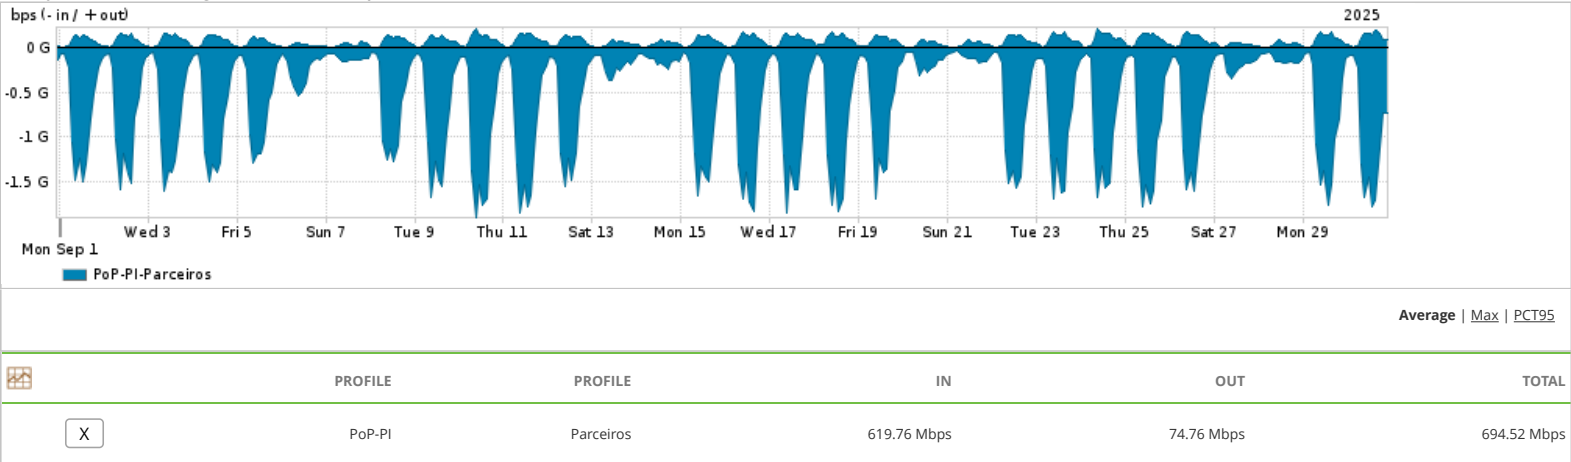 bps (- in / + out)
2025
0 G
-0.5 G
-1 G
-1.5 G
Wed 3 Fri 5 Sun 7 Tue 9 Thu 11 Sat 13 Mon 15 Wed 17 Fri 19 Sun 21 Tue 23 Thu 25 Sat 27 Mon 29
Mon Sep 1
PoP-PI-Parceiros
Average | Max | PCT95
PROFILE PROFILE IN OUT TOTAL
X PoP-PI Parceiros 619.76 Mbps 74.76 Mbps 694.52 Mbps